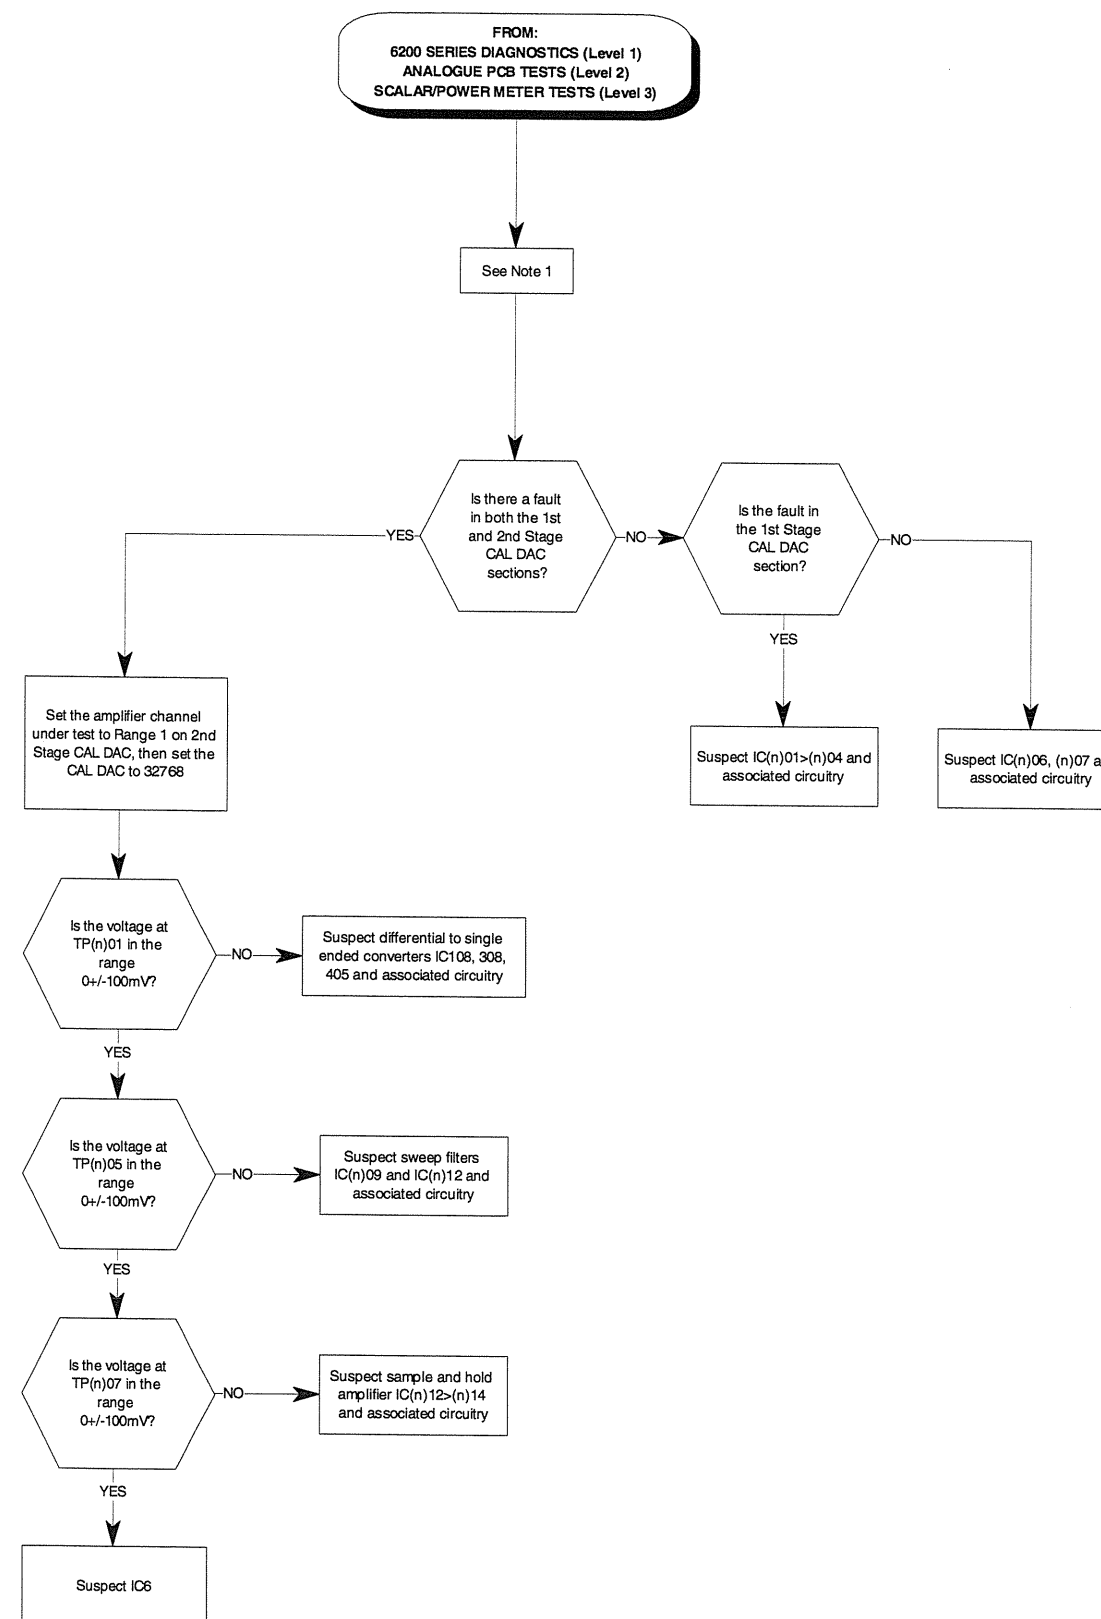 FROM:
6200 SERIES DIAGNOSTICS (Level 1)
ANALOGUE PCB TESTS (Level 2)
SCALAR/POWER METER TESTS (Level 3)
See Note 1
Is there a fault
in both the 1st
and 2nd Stage
CAL DAC
sections?
YES
NO
Is the fault in
the 1st Stage
CAL DAC
section?
NO
YES
Set the amplifier channel
under test to Range 1 on 2nd
Stage CAL DAC, then set the
CAL DAC to 32768
Suspect IC(n)01>(n)04 and
associated circuitry
Suspect IC(n)06, (n)07 a
associated circuitry
Is the voltage at
TP(n)01 in the
range
0+/-100mV?
NO
Suspect differential to single
ended converters IC108, 308,
405 and associated circuitry
YES
Is the voltage at
TP(n)05 in the
range
0+/-100mV?
NO
Suspect sweep filters
IC(n)09 and IC(n)12 and
associated circuitry
YES
Is the voltage at
TP(n)07 in the
range
0+/-100mV?
NO
Suspect sample and hold
amplifier IC(n)12>(n)14
and associated circuitry
YES
Suspect IC6